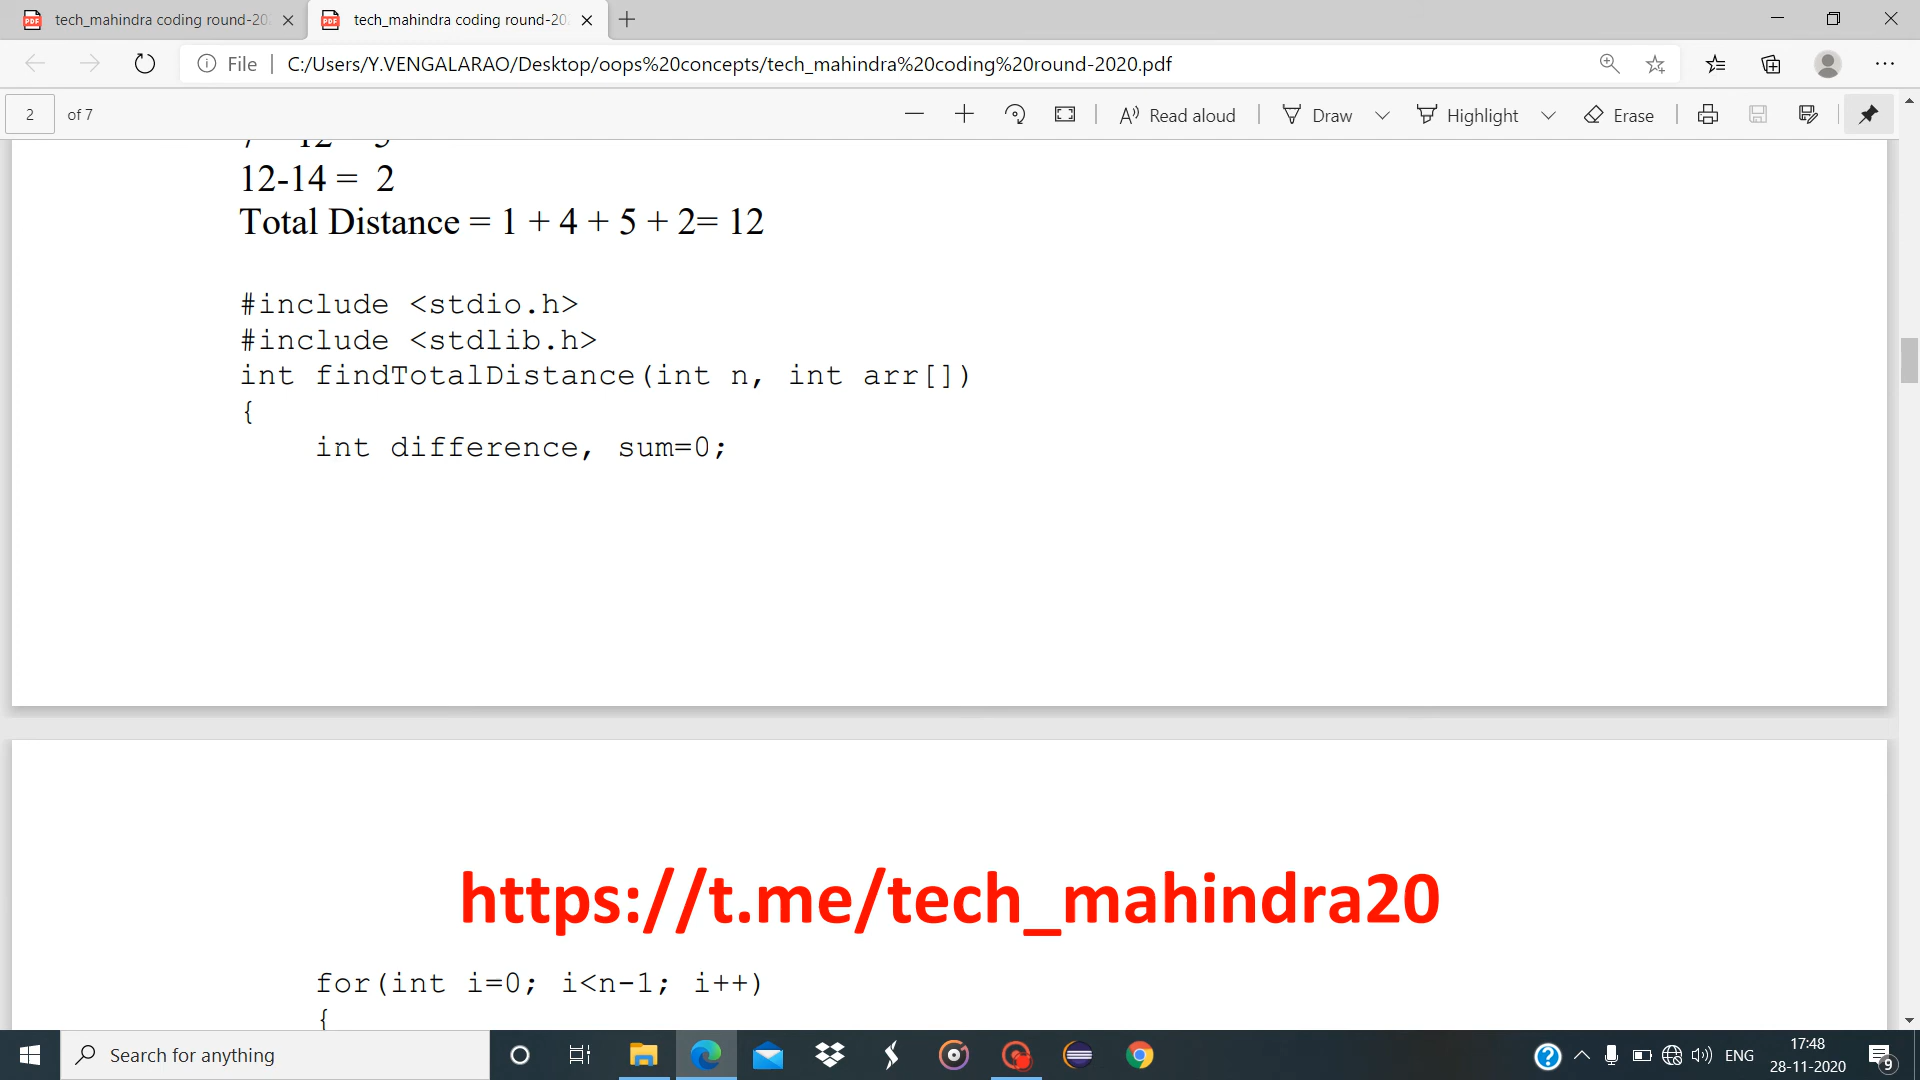 tech_mahindra coding round-20
tech_mahindra coding round-20
File
C:/Users/Y.VENGALARAO/Desktop/oops%20concepts/tech_mahindra%20coding%20round-2020.pdf
2 of 7
Read aloud
Draw
Highlight
Erase
12-14 = 2
Total Distance = 1 + 4 + 5 + 2= 12
#include <stdio.h>
#include <stdlib.h>
int findTotalDistance(int n, int arr[])
{
int difference, sum=0;
https://t.me/tech_mahindra20
for(int i=0; i<n-1; i++)
{
Search for anything
ENG
17:48
28-11-2020
9